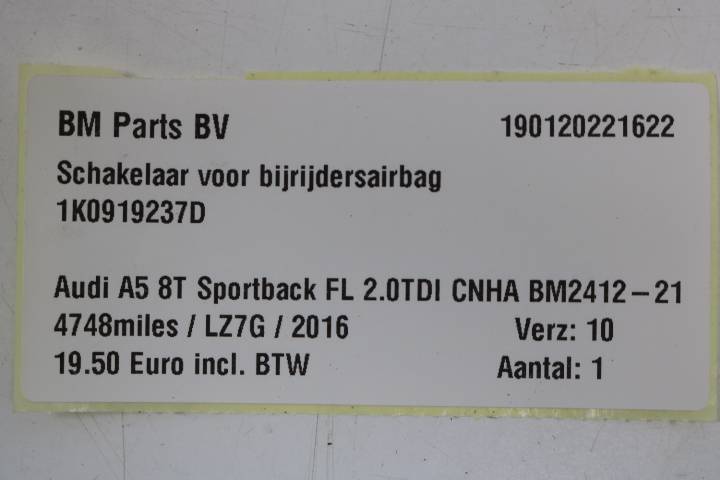 BM Parts BV 190120221622
Schakelaar voor bijrijdersairbag
1K0919237D
Audi A5 8T Sportback FL 2.0TDI CNHA BM2412-21
4748miles / LZ7G / 2016 Verz: 10
19.50 Euro incl. BTW Aantal: 1